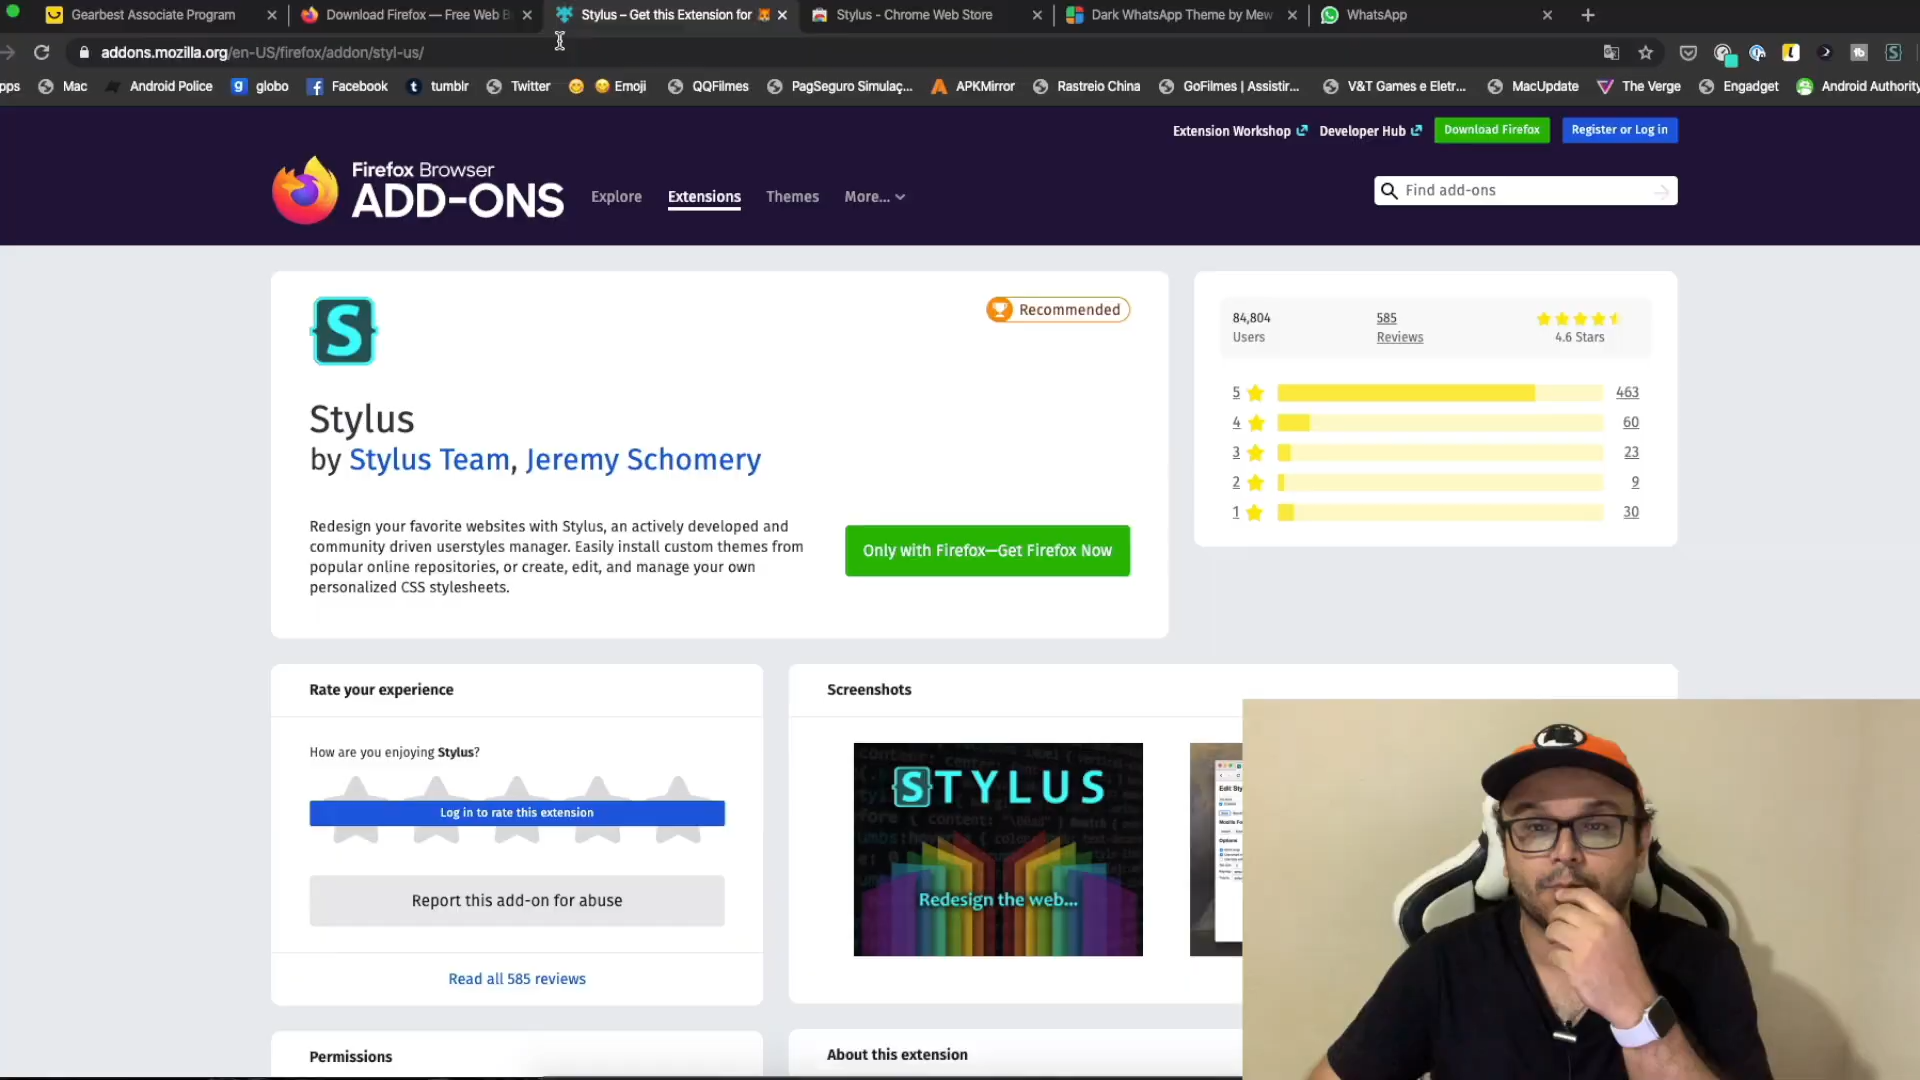 Gearbest Associate Program
Download Firefox — Free Web B
Stylus – Get this Extension for
Stylus - Chrome Web Store
Dark WhatsApp Theme by Mew
WhatsApp
addons.mozilla.org/en-US/firefox/addon/styl-us/
pps
Mac
Android Police
globo
Facebook
tumblr
Twitter
Emoji
QQFilmes
PagSeguro Simulaç...
APKMirror
Rastreio China
GoFilmes | Assistir...
V&T Games e Eletr...
MacUpdate
The Verge
Engadget
Android Authority
Extension Workshop
Developer Hub
Download Firefox
Register or Log in
Firefox Browser
ADD-ONS
Explore
Extensions
Themes
More...
Find add-ons
Recommended
Stylus
by Stylus Team, Jeremy Schomery
Redesign your favorite websites with Stylus, an actively developed and
community driven userstyles manager. Easily install custom themes from
popular online repositories, or create, edit, and manage your own
personalized CSS stylesheets.
Only with Firefox—Get Firefox Now
84,804
Users
585
Reviews
4.6 Stars
5 463
4 60
3 23
2 9
1 30
Rate your experience
How are you enjoying Stylus?
Log in to rate this extension
Report this add-on for abuse
Read all 585 reviews
Screenshots
STYLUS
Redesign the web...
Permissions
About this extension